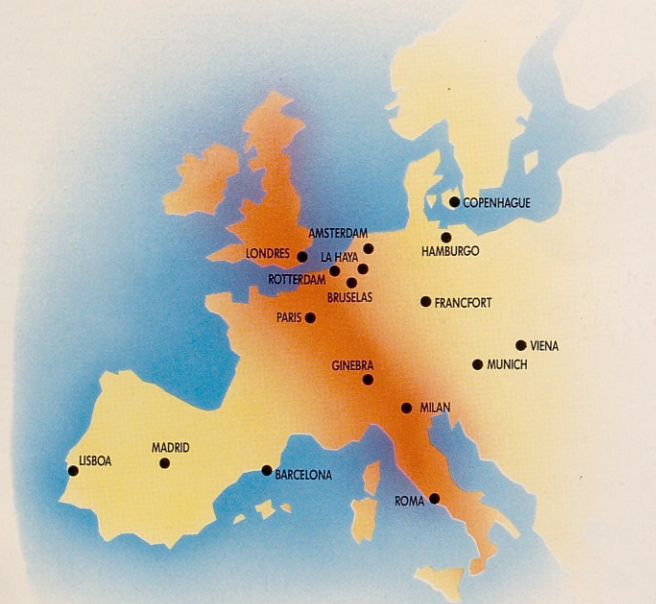 COPENHAGUE
AMSTERDAM
HAMBURGO
LONDRES
LA HAYA
ROTTERDAM
BRUSELAS
FRANCFORT
PARIS
VIENA
GINEBRA
MUNICH
MILAN
MADRID
LISBOA
BARCELONA
ROMA